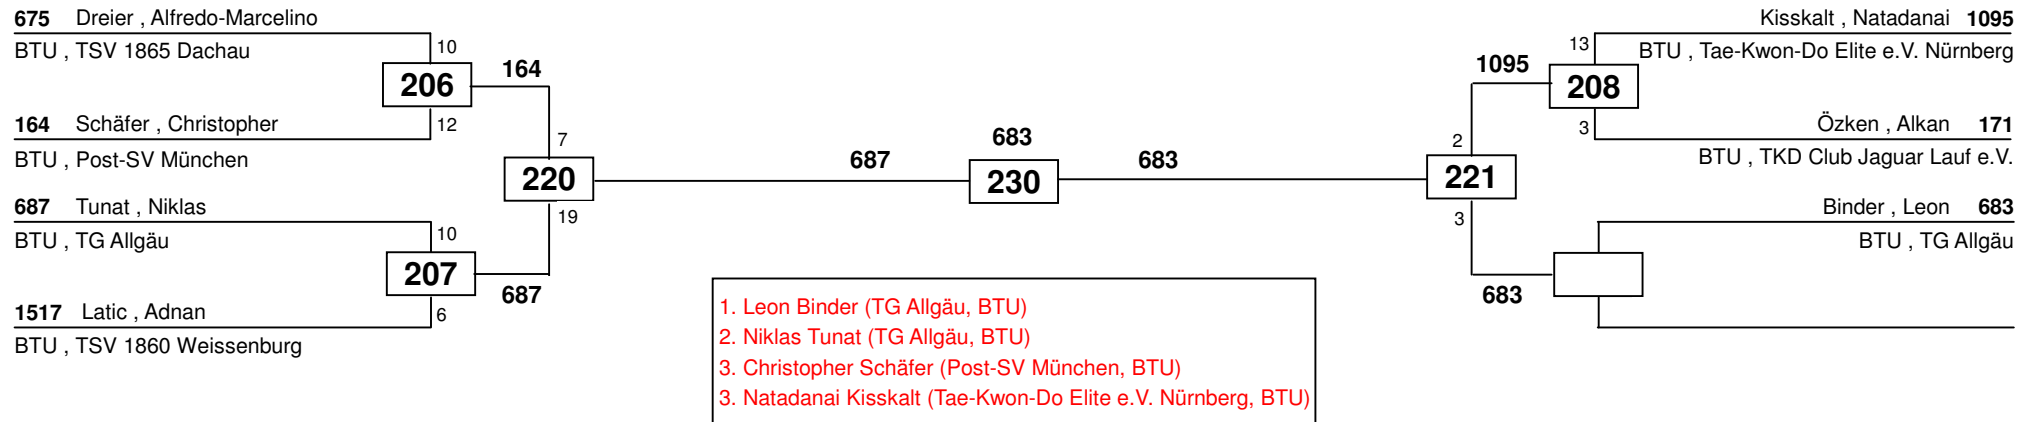 675 Dreier , Alfredo-Marcelino
BTU , TSV 1865 Dachau
10
206
164
12
164 Schäfer , Christopher
BTU , Post-SV München
7
220
19
687 Tunat , Niklas
BTU , TG Allgäu
10
207
687
6
1517 Latic , Adnan
BTU , TSV 1860 Weissenburg
687
683
230
683
Kisskalt , Natadanai 1095
BTU , Tae-Kwon-Do Elite e.V. Nürnberg
13
1095
208
3
Özken , Alkan 171
BTU , TKD Club Jaguar Lauf e.V.
2
221
3
Binder , Leon 683
BTU , TG Allgäu
683
1. Leon Binder (TG Allgäu, BTU)
2. Niklas Tunat (TG Allgäu, BTU)
3. Christopher Schäfer (Post-SV München, BTU)
3. Natadanai Kisskalt (Tae-Kwon-Do Elite e.V. Nürnberg, BTU)